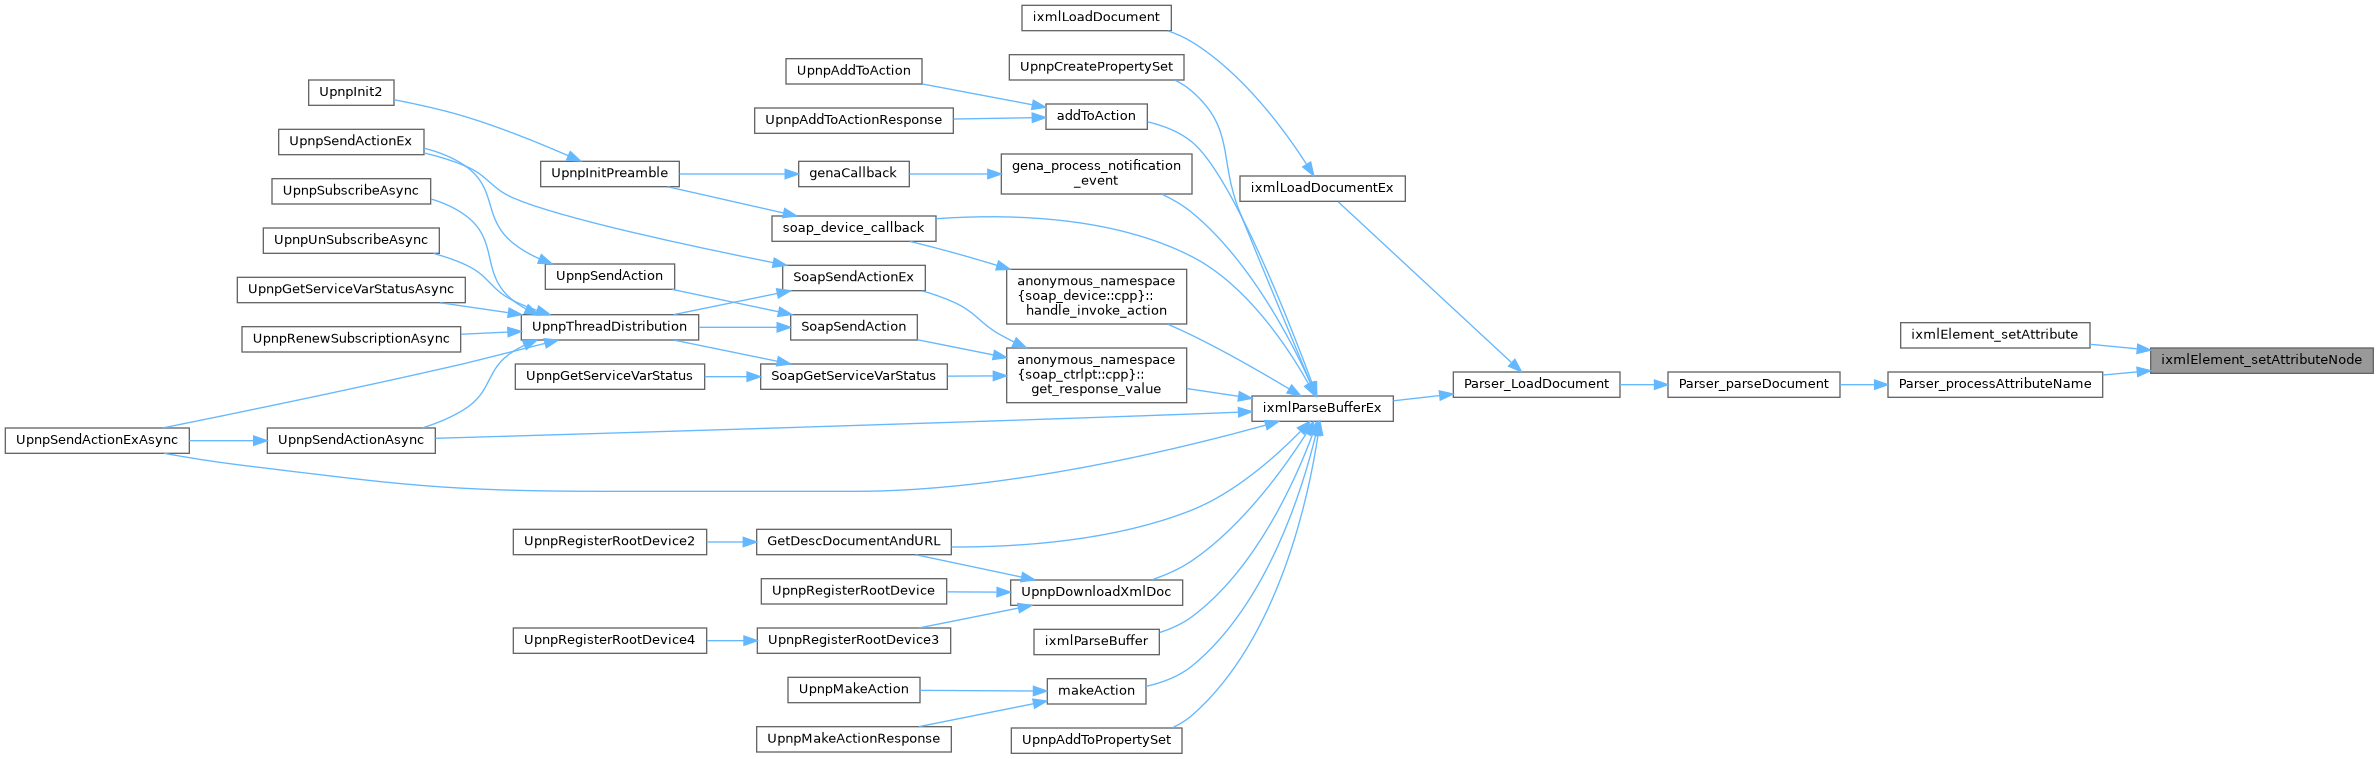 ixmlLoadDocument
UpnpCreatePropertySet
UpnpAddToAction
UpnpInit2
addToAction
UpnpAddToActionResponse
UpnpSendActionEx
gena_process_notification
_event
UpnpInitPreamble
genaCallback
ixmlLoadDocumentEx
UpnpSubscribeAsync
soap_device_callback
UpnpUnSubscribeAsync
UpnpSendAction
SoapSendActionEx
anonymous_namespace
{soap_device::cpp}::
handle_invoke_action
UpnpGetServiceVarStatusAsync
UpnpThreadDistribution
SoapSendAction
UpnpRenewSubscriptionAsync
ixmlElement_setAttribute
ixmlElement_setAttributeNode
anonymous_namespace
{soap_ctrlpt::cpp}::
get_response_value
UpnpGetServiceVarStatus
SoapGetServiceVarStatus
Parser_LoadDocument
Parser_parseDocument
Parser_processAttributeName
ixmlParseBufferEx
UpnpSendActionExAsync
UpnpSendActionAsync
UpnpRegisterRootDevice2
GetDescDocumentAndURL
UpnpRegisterRootDevice
UpnpDownloadXmlDoc
UpnpRegisterRootDevice4
UpnpRegisterRootDevice3
ixmlParseBuffer
UpnpMakeAction
makeAction
UpnpMakeActionResponse
UpnpAddToPropertySet